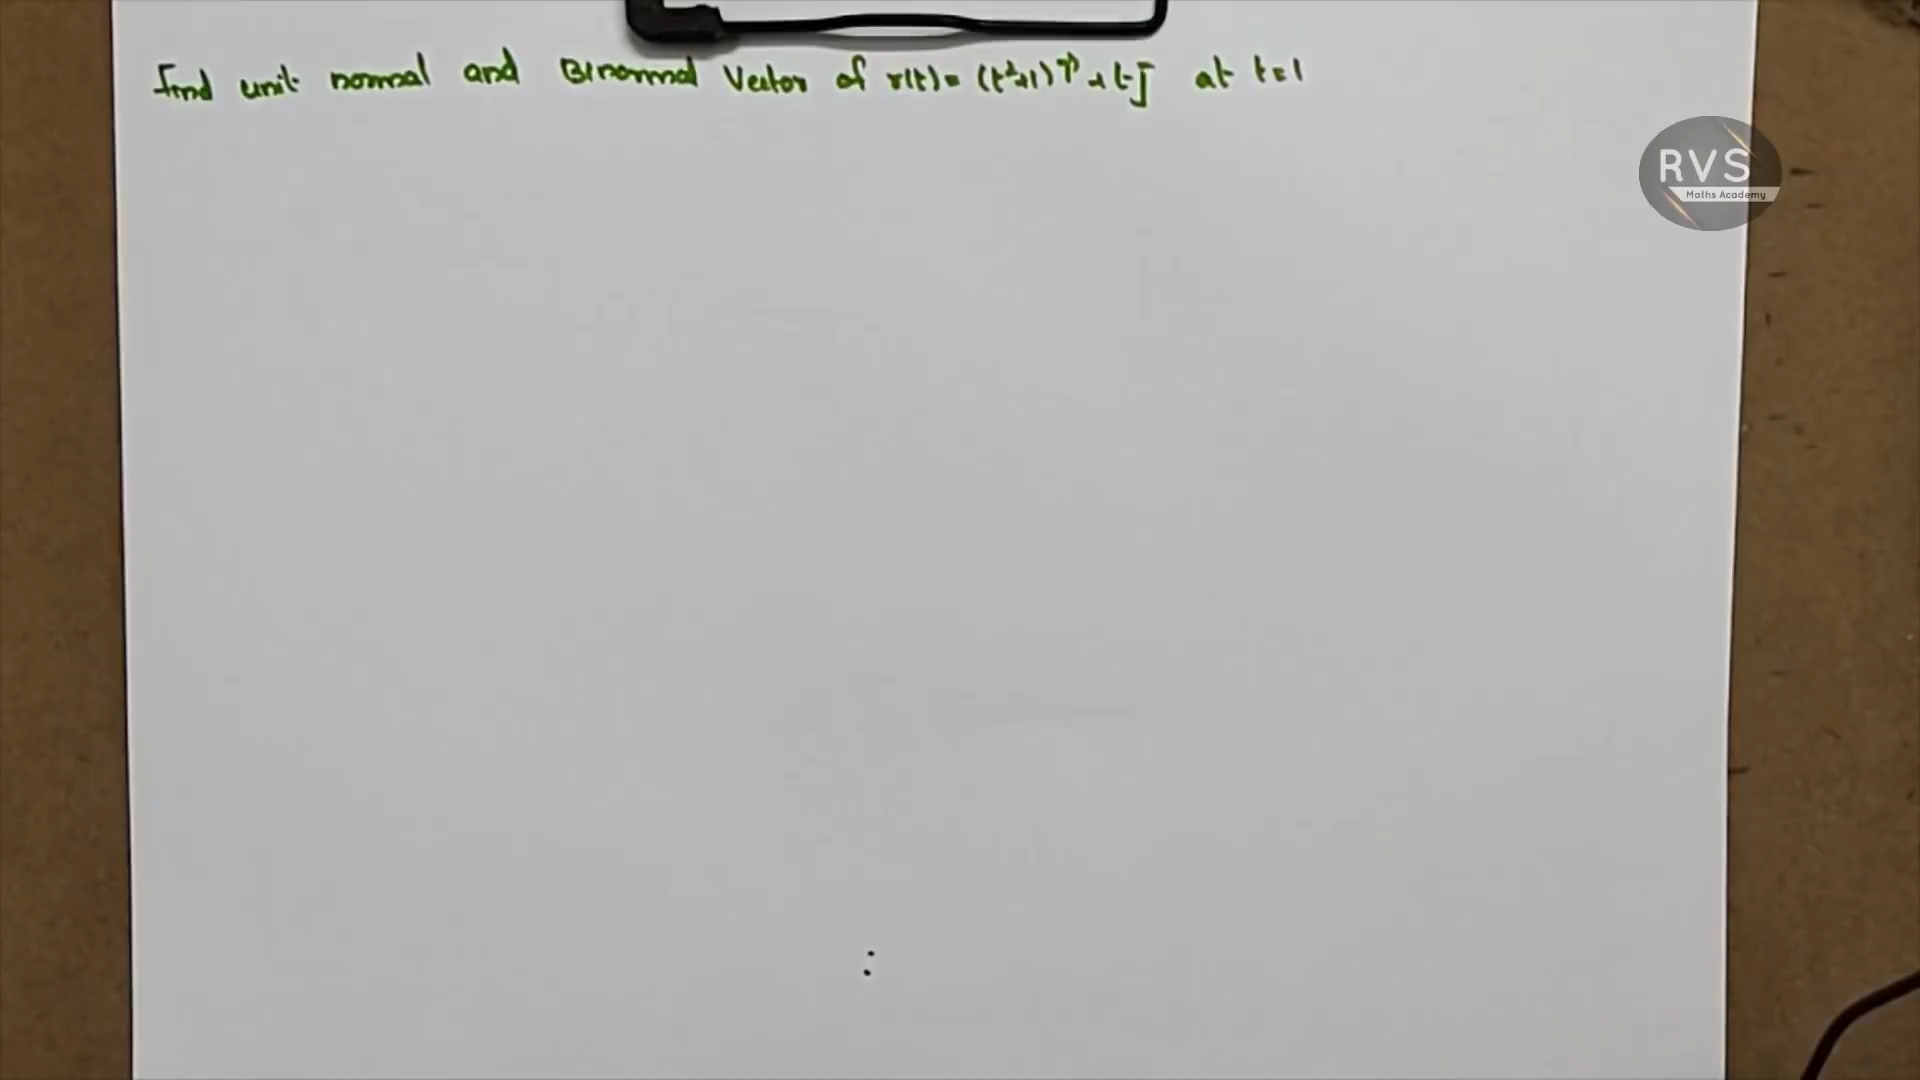 Find unit normal and Binormal Vector of r(t) = (t²+1)i + tj at t=1
RVS
Maths Academy